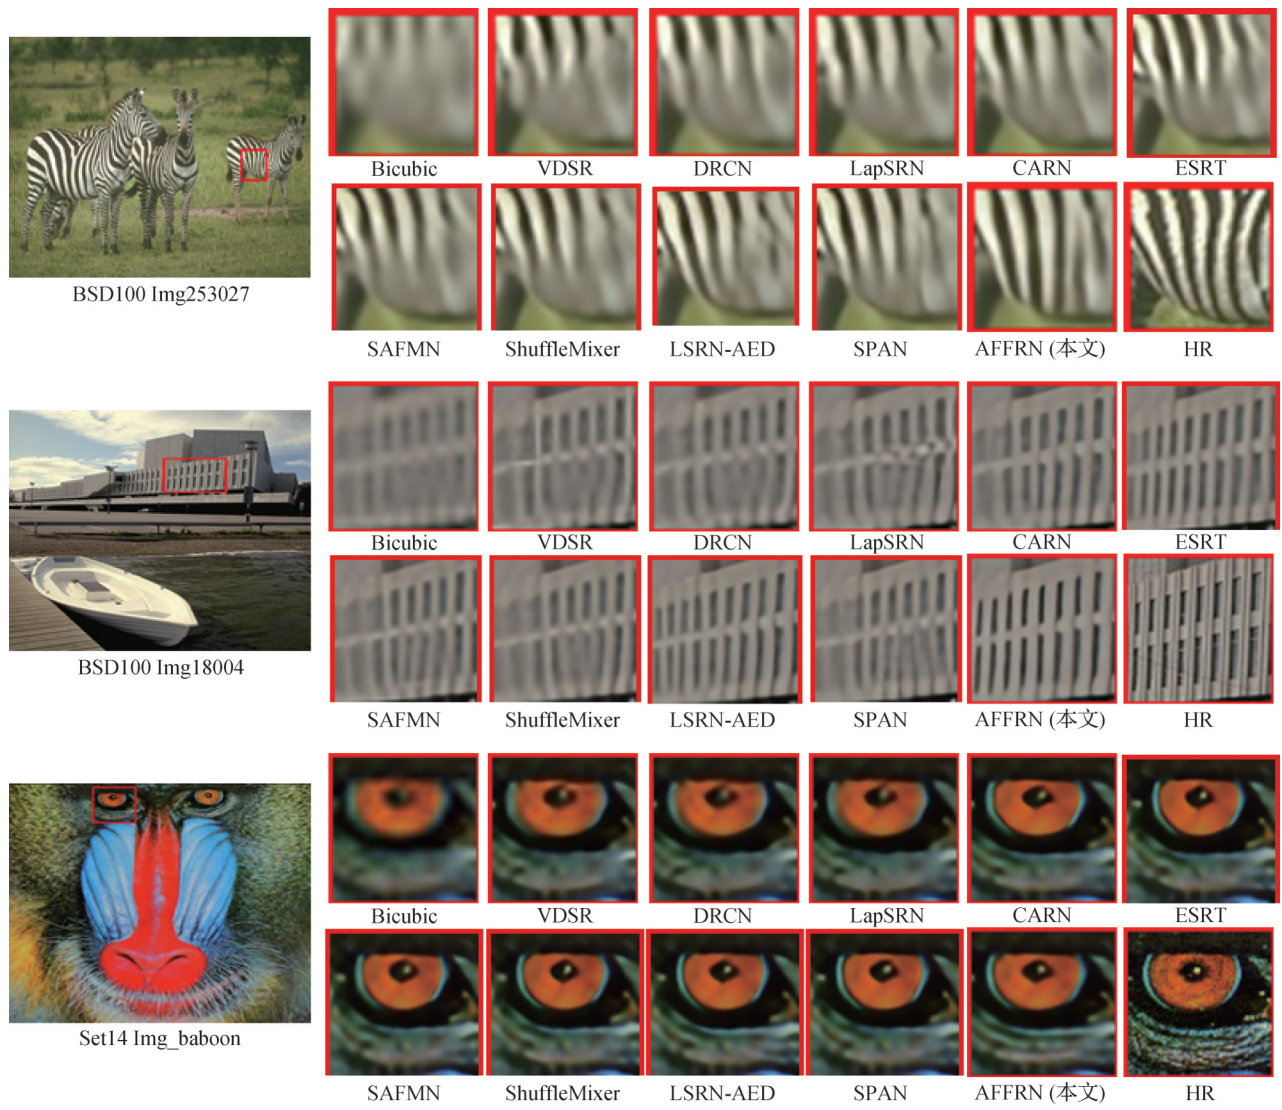 Bicubic VDSR DRCN LapSRN CARN ESRT
BSD100 Img253027
SAFMN ShuffleMixer LSRN-AED SPAN AFFRN (本文) HR
Bicubic VDSR DRCN LapSRN CARN ESRT
BSD100 Img18004
SAFMN ShuffleMixer LSRN-AED SPAN AFFRN (本文) HR
Bicubic VDSR DRCN LapSRN CARN ESRT
Set14 Img_baboon
SAFMN ShuffleMixer LSRN-AED SPAN AFFRN (本文) HR